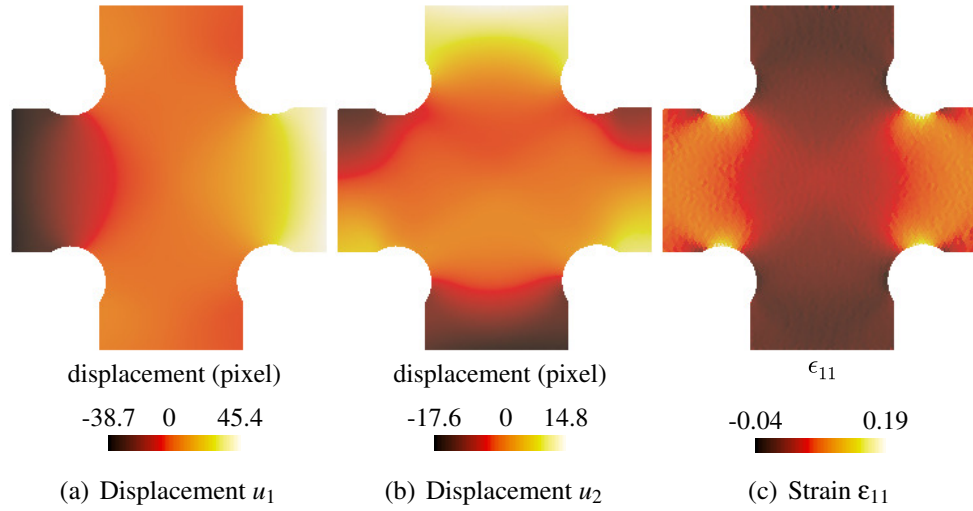 displacement (pixel) displacement (pixel) ϵ₁₁
-38.7 0 45.4 -17.6 0 14.8 -0.04 0.19
(a) Displacement u₁ (b) Displacement u₂ (c) Strain ε₁₁